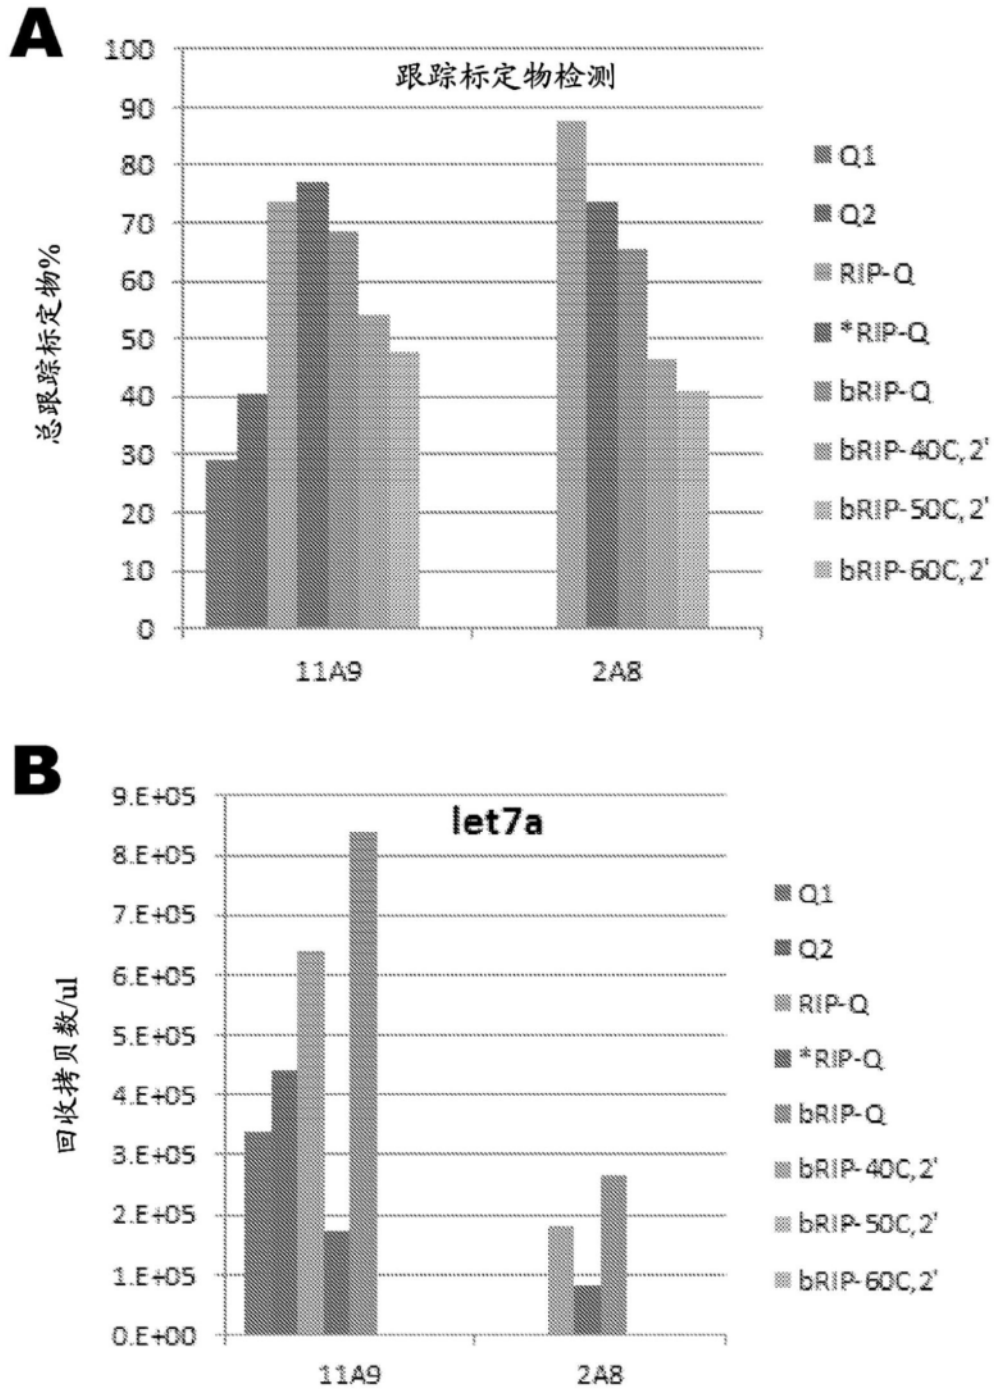 A
跟踪标定物检测
总跟踪标定物%
100
90
80
70
60
50
40
30
20
10
0
11A9
2A8
Q1
Q2
RIP-Q
*RIP-Q
bRIP-Q
bRIP-40C,2'
bRIP-50C,2'
bRIP-60C,2'
B
let7a
回收拷贝数/ul
9.E+05
8.E+05
7.E+05
6.E+05
5.E+05
4.E+05
3.E+05
2.E+05
1.E+05
0.E+00
11A9
2A8
Q1
Q2
RIP-Q
*RIP-Q
bRIP-Q
bRIP-40C,2'
bRIP-50C,2'
bRIP-60C,2'